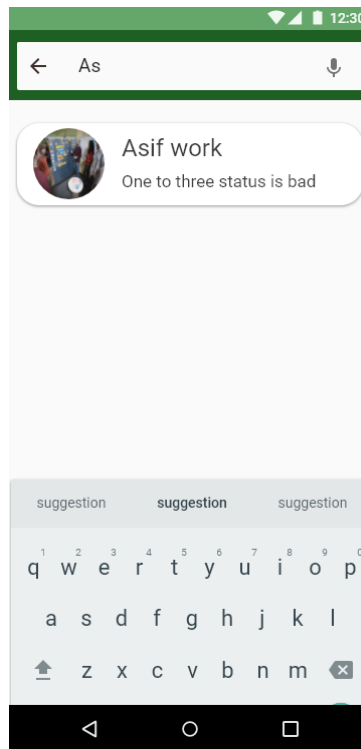 12:30
As
Asif work
One to three status is bad
suggestion suggestion suggestion
1 2 3 4 5 6 7 8 9 0
q w e r t y u i o p
a s d f g h j k l
z x c v b n m